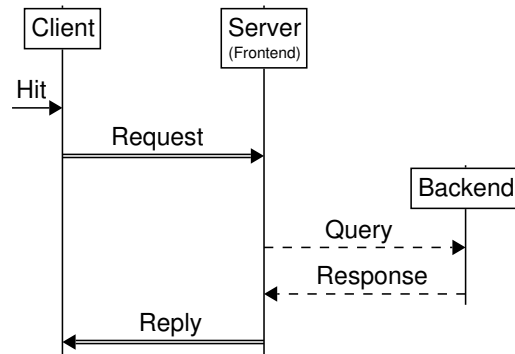 Client
Server
(Frontend)
Hit
Request
Backend
Query
Response
Reply